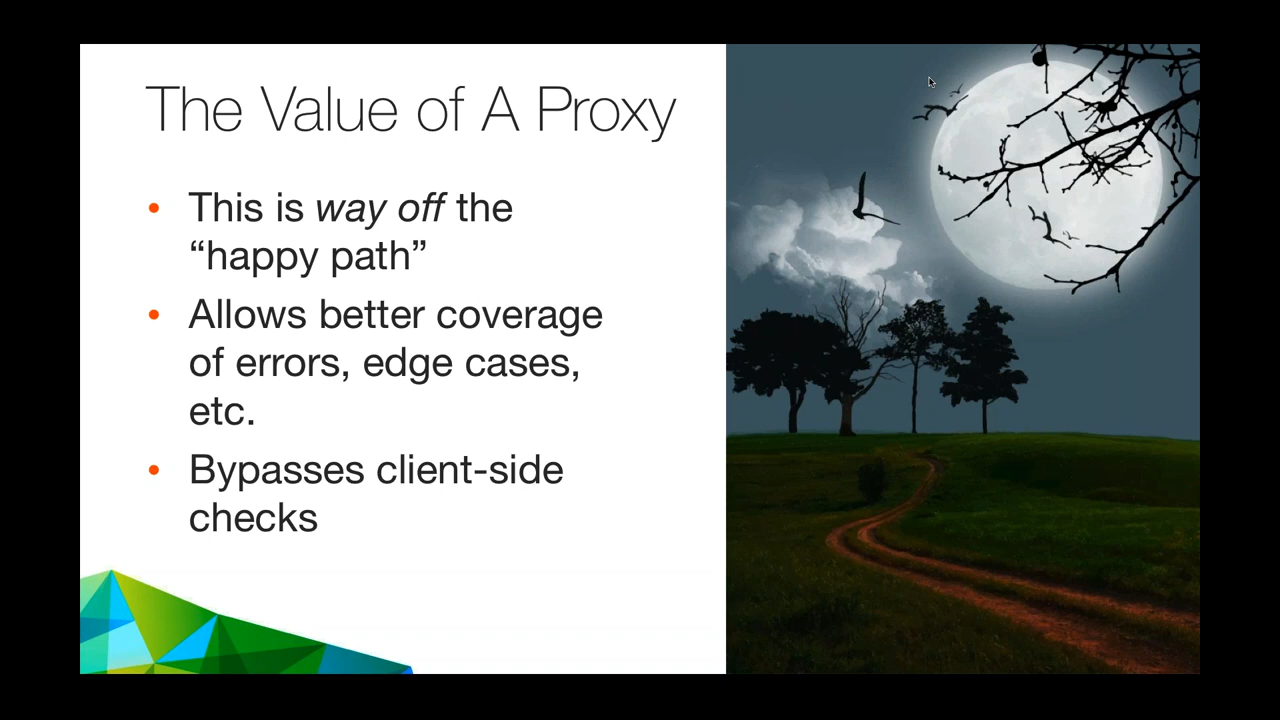 The Value of A Proxy
• This is way off the
“happy path”
• Allows better coverage
of errors, edge cases,
etc.
• Bypasses client-side
checks